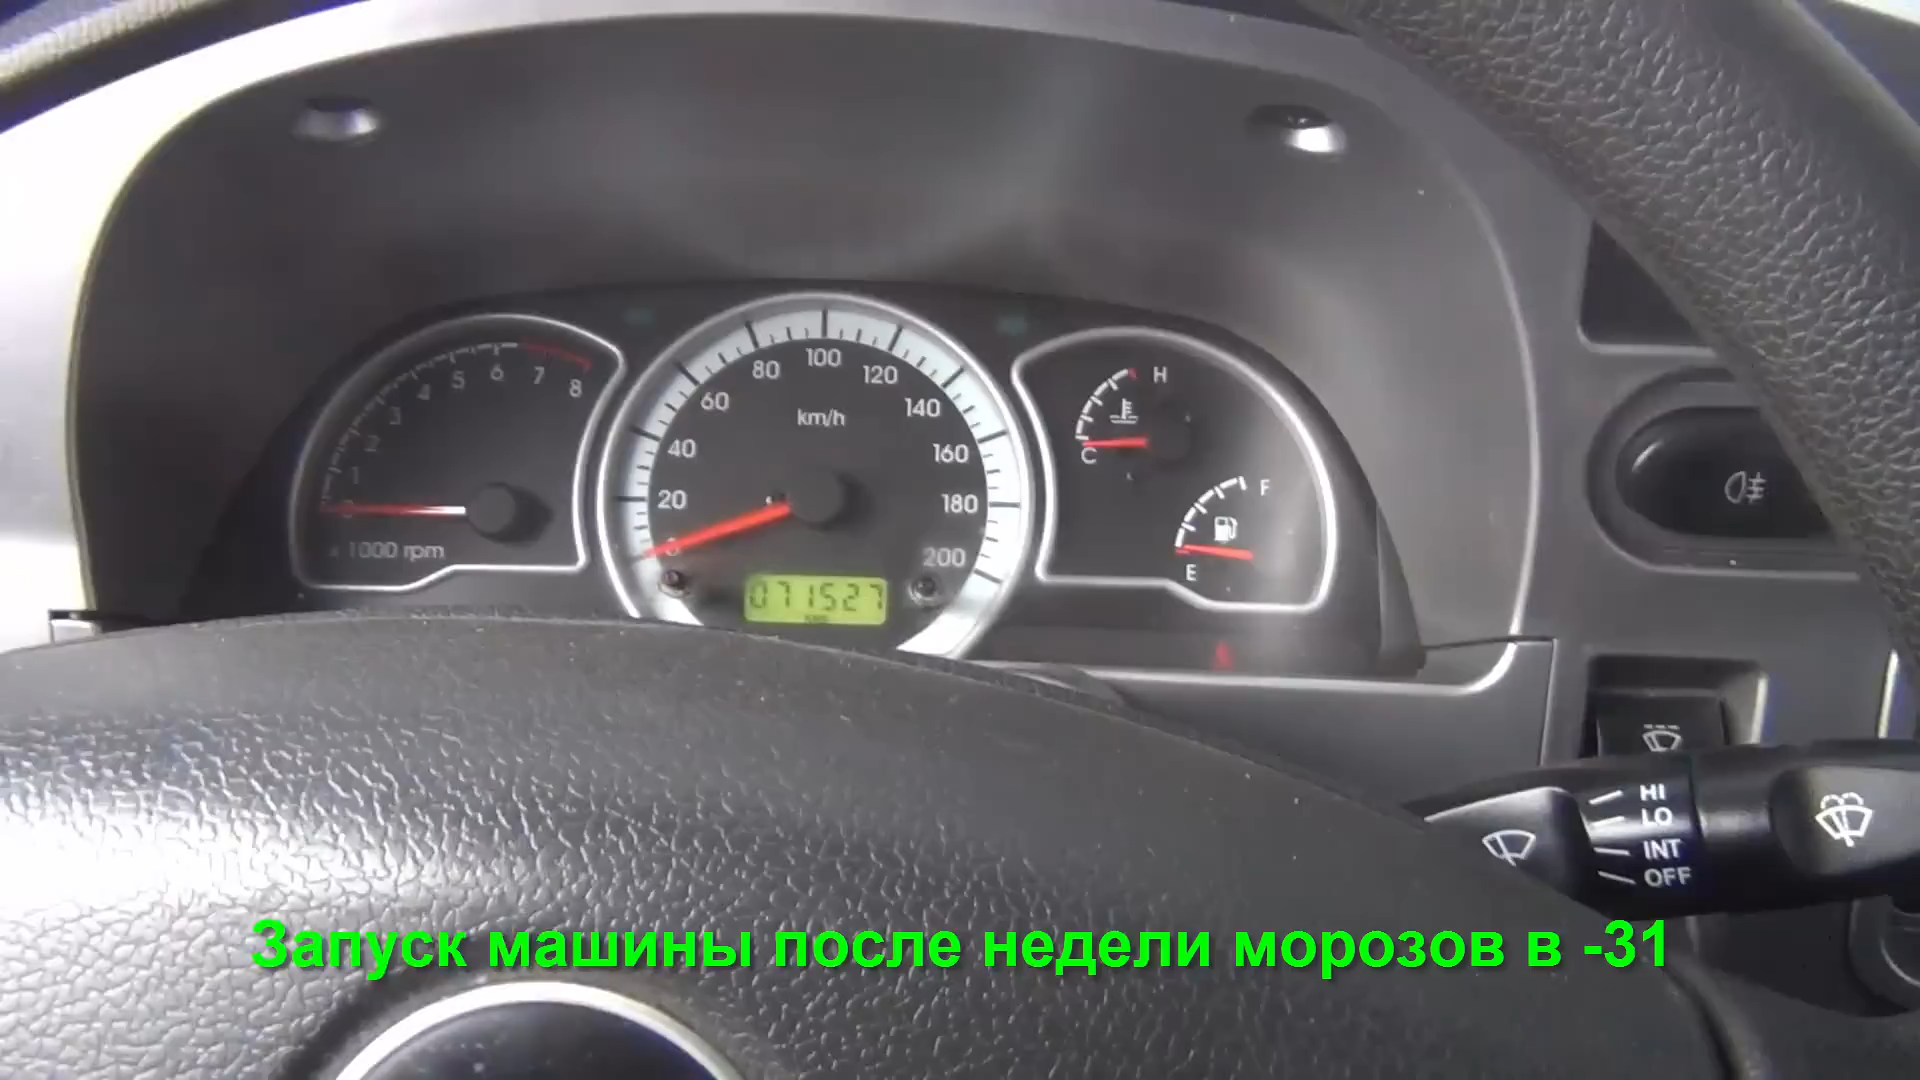 1 2 3 4 5 6 7 8
x 1000 rpm
0 20 40 60 80 100 120 140 160 180 200
km/h
071527
H
C
F
E
HI
LO
INT
OFF
Запуск машины после недели морозов в -31